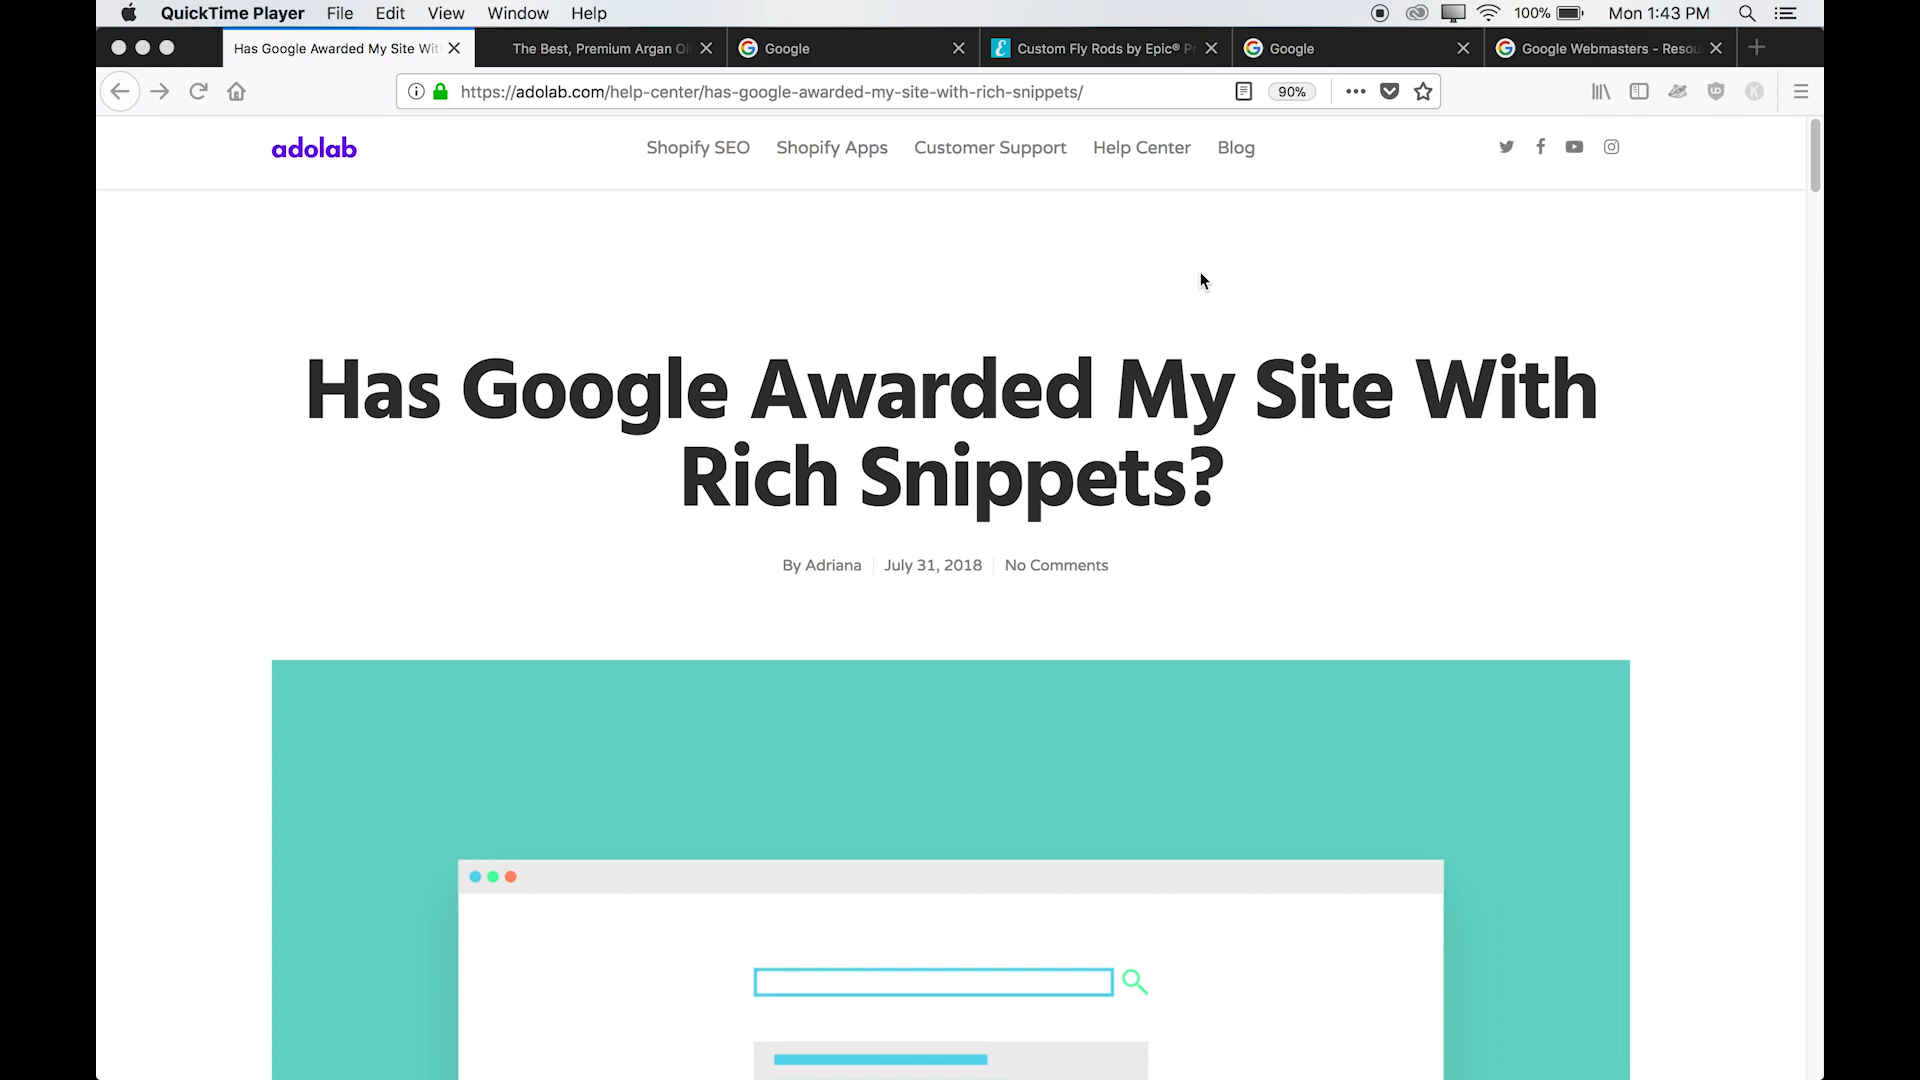 QuickTime Player File Edit View Window Help 100% Mon 1:43 PM
Has Google Awarded My Site Wit The Best, Premium Argan Oi Google Custom Fly Rods by Epic® Pr Google Google Webmasters - Resou
https://adolab.com/help-center/has-google-awarded-my-site-with-rich-snippets/ 90%
adolab Shopify SEO Shopify Apps Customer Support Help Center Blog
Has Google Awarded My Site With
Rich Snippets?
By Adriana July 31, 2018 No Comments